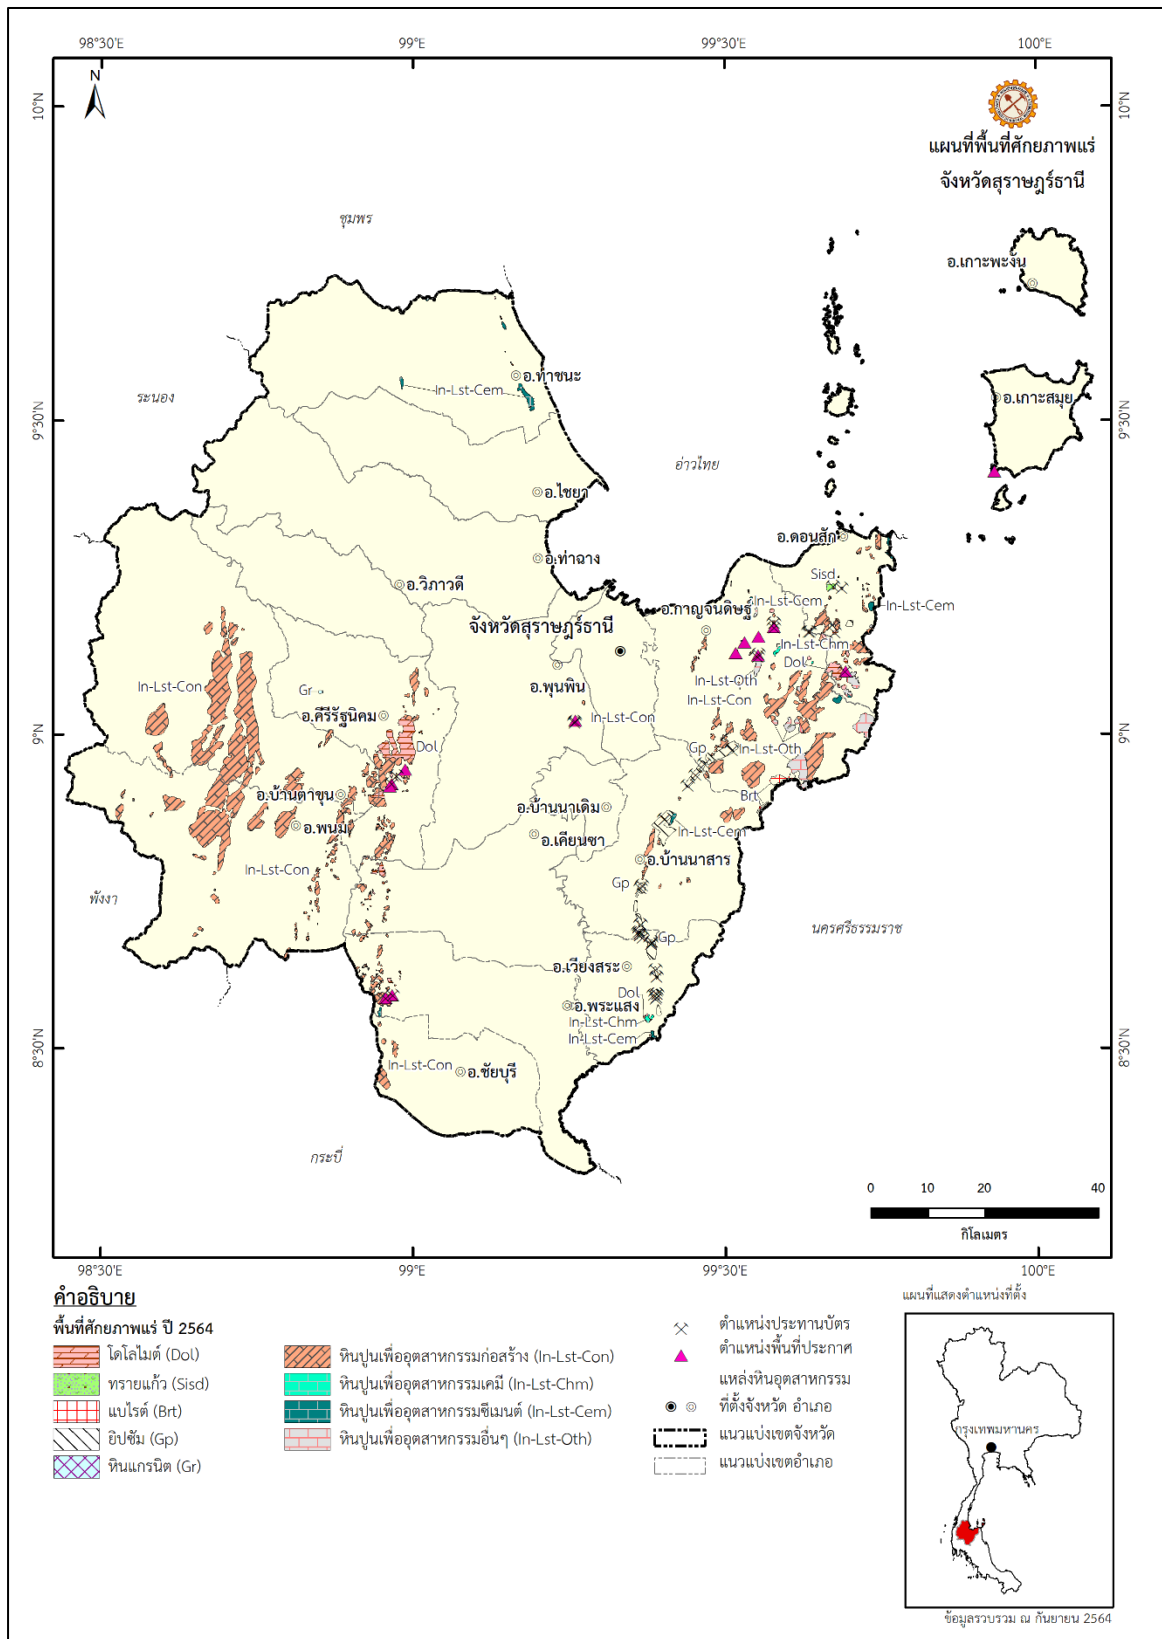 98°30'E
99°E
99°30'E
100°E
N
10°N
10°N
แผนที่พื้นที่ศักยภาพแร่
จังหวัดสุราษฎร์ธานี
ชุมพร
อ.เกาะพะงัน
อ.ท่าชนะ
In-Lst-Cem
ระนอง
อ.เกาะสมุย
9°30'N
9°30'N
อ่าวไทย
อ.ไชยา
อ.ดอนสัก
อ.ท่าฉาง
Sisd
อ.วิภาวดี
In-Lst-Cem
In-Lst-Cem
อ.กาญจนดิษฐ์
จังหวัดสุราษฎร์ธานี
In-Lst-Chm
Dol
อ.พุนพิน
In-Lst-Oth
In-Lst-Con
Gr
In-Lst-Con
อ.คีรีรัฐนิคม
In-Lst-Con
9°N
9°N
Dol
Gp
In-Lst-Oth
อ.บ้านตาขุน
Brt
อ.บ้านนาเดิม
อ.พนม
In-Lst-Cem
อ.เคียนซา
อ.บ้านนาสาร
In-Lst-Con
Gp
พังงา
นครศรีธรรมราช
Gp
อ.เวียงสระ
Dol
อ.พระแสง
In-Lst-Chm
In-Lst-Cem
8°30'N
8°30'N
In-Lst-Con
อ.ชัยบุรี
กระบี่
0 10 20 40
กิโลเมตร
98°30'E
99°E
99°30'E
100°E
คำอธิบาย
พื้นที่ศักยภาพแร่ ปี 2564
โดโลไมต์ (Dol)
ทรายแก้ว (Sisd)
แบไรต์ (Brt)
ยิปซัม (Gp)
หินแกรนิต (Gr)
หินปูนเพื่ออุตสาหกรรมก่อสร้าง (In-Lst-Con)
หินปูนเพื่ออุตสาหกรรมเคมี (In-Lst-Chm)
หินปูนเพื่ออุตสาหกรรมซีเมนต์ (In-Lst-Cem)
หินปูนเพื่ออุตสาหกรรมอื่นๆ (In-Lst-Oth)
ตำแหน่งประทานบัตร
ตำแหน่งพื้นที่ประกาศ
แหล่งหินอุตสาหกรรม
ที่ตั้งจังหวัด อำเภอ
แนวแบ่งเขตจังหวัด
แนวแบ่งเขตอำเภอ
แผนที่แสดงตำแหน่งที่ตั้ง
กรุงเทพมหานคร
ข้อมูลรวบรวม ณ กันยายน 2564